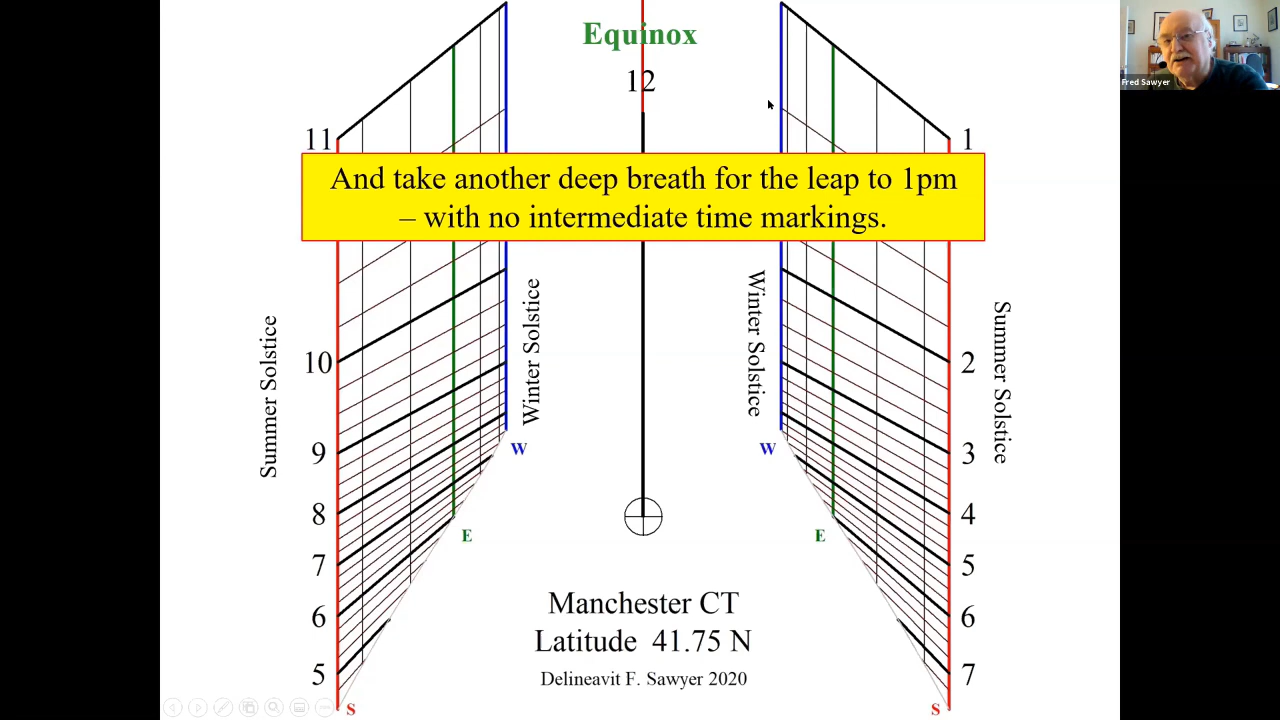 Equinox
12
Fred Sawyer
11
1
And take another deep breath for the leap to 1pm
– with no intermediate time markings.
Summer Solstice
Winter Solstice
Winter Solstice
Summer Solstice
10
2
9
3
W
W
8
4
E
E
7
5
6
6
5
7
Manchester CT
Latitude 41.75 N
Delineavit F. Sawyer 2020
S
S